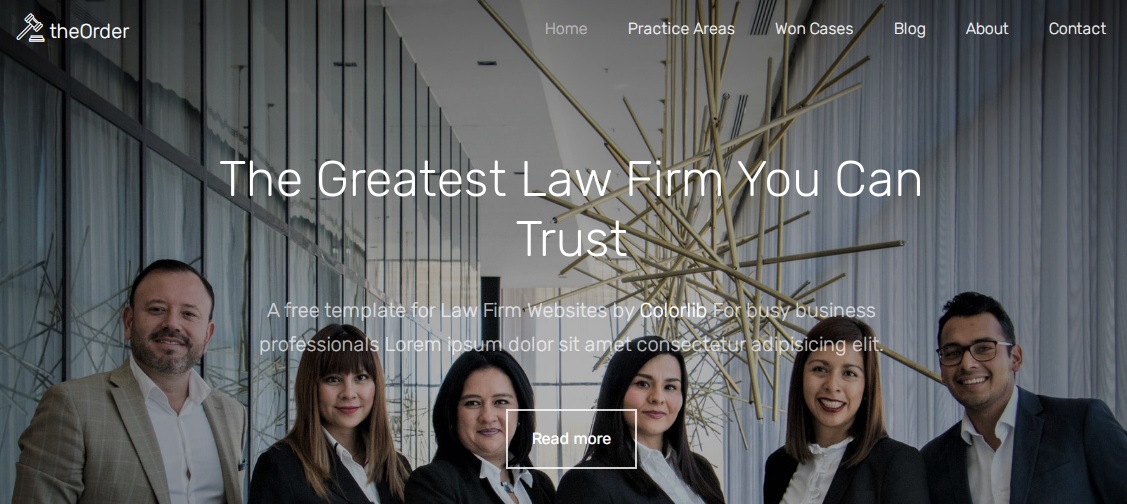 theOrder
Home Practice Areas Won Cases Blog About Contact
The Greatest Law Firm You Can
Trust
A free template for Law Firm Websites by Colorlib For busy business
professionals Lorem ipsum dolor sit amet consectetur adipisicing elit.
Read more